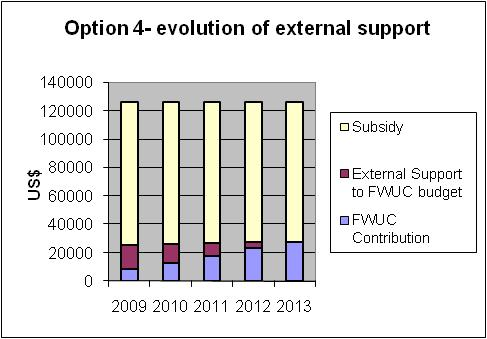 Option 4- evolution of external support
140000
120000
100000
80000
60000
40000
20000
0
US$
2009 2010 2011 2012 2013
Subsidy
External Support
to FWUC budget
FWUC
Contribution